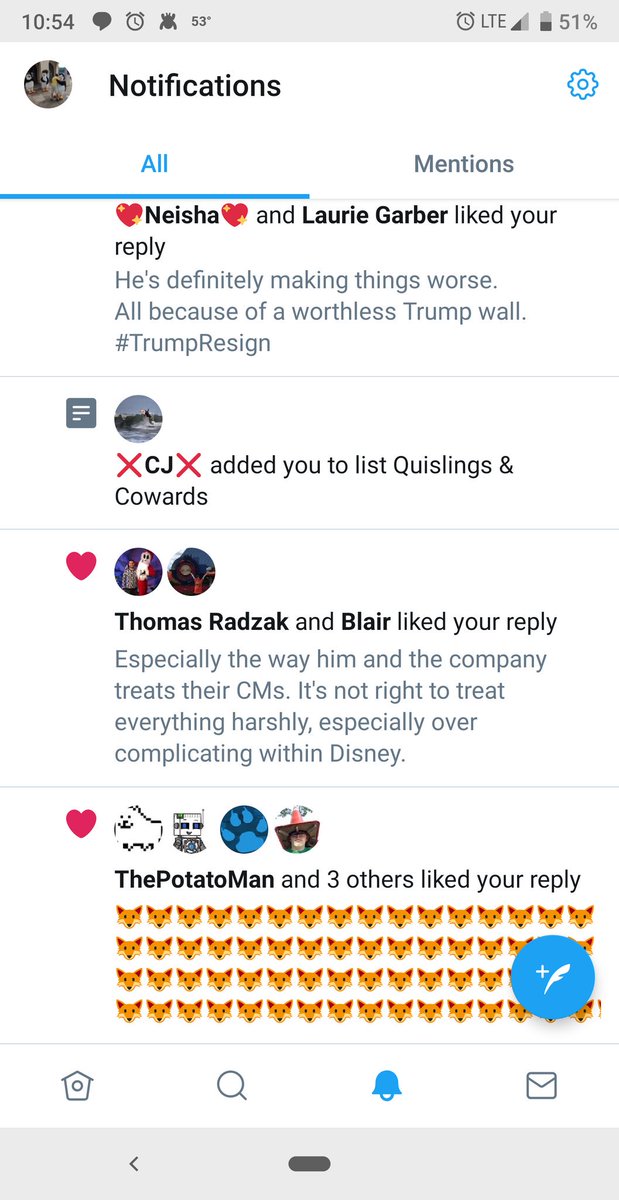 10:54 53° LTE 51%
Notifications
All Mentions
💖Neisha💖 and Laurie Garber liked your
reply
He's definitely making things worse.
All because of a worthless Trump wall.
#TrumpResign
❌CJ❌ added you to list Quislings &
Cowards
Thomas Radzak and Blair liked your reply
Especially the way him and the company
treats their CMs. It's not right to treat
everything harshly, especially over
complicating within Disney.
ThePotatoMan and 3 others liked your reply
🦊🦊🦊🦊🦊🦊🦊🦊🦊🦊🦊🦊🦊🦊🦊🦊
🦊🦊🦊🦊🦊🦊🦊🦊🦊🦊🦊🦊🦊🦊🦊🦊
🦊🦊🦊🦊🦊🦊🦊🦊🦊🦊🦊🦊🦊🦊
🦊🦊🦊🦊🦊🦊🦊🦊🦊🦊🦊🦊🦊🦊🦊🦊